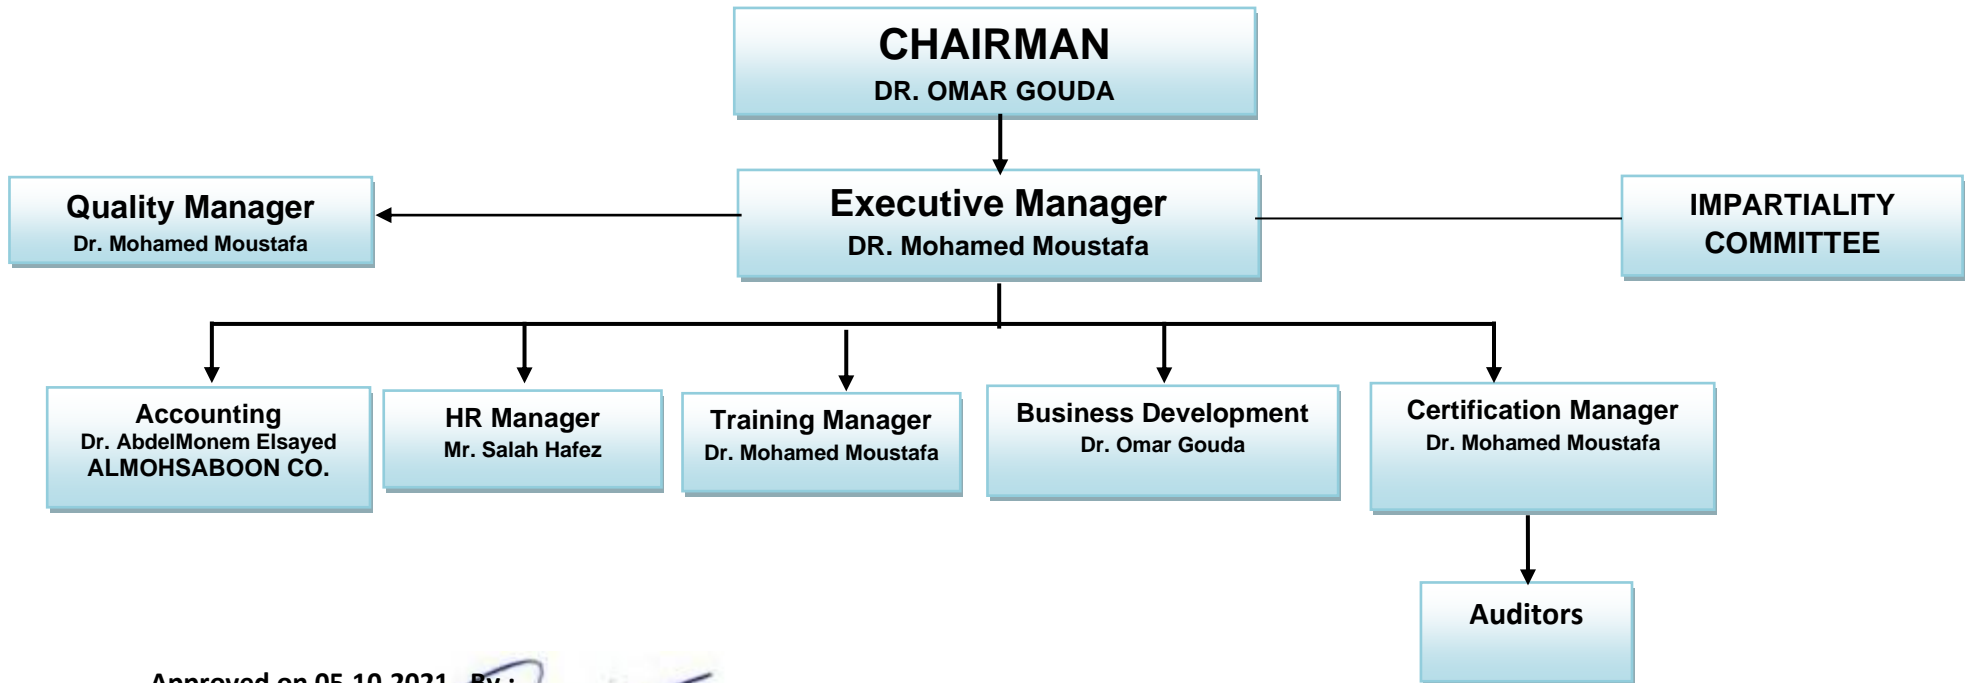 CHAIRMAN
DR. OMAR GOUDA
Quality Manager
Dr. Mohamed Moustafa
Executive Manager
DR. Mohamed Moustafa
IMPARTIALITY
COMMITTEE
Accounting
Dr. AbdelMonem Elsayed
ALMOHSABOON CO.
HR Manager
Mr. Salah Hafez
Training Manager
Dr. Mohamed Moustafa
Business Development
Dr. Omar Gouda
Certification Manager
Dr. Mohamed Moustafa
Auditors
Approved on 05-10-2021 By :